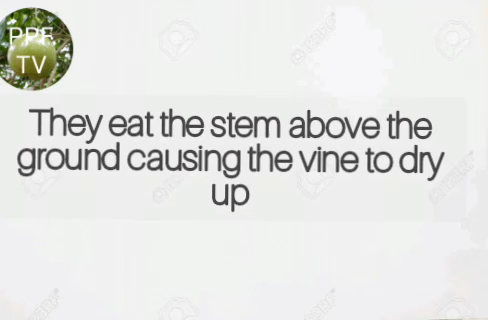 PPF
TV
They eat the stem above the
ground causing the vine to dry
up